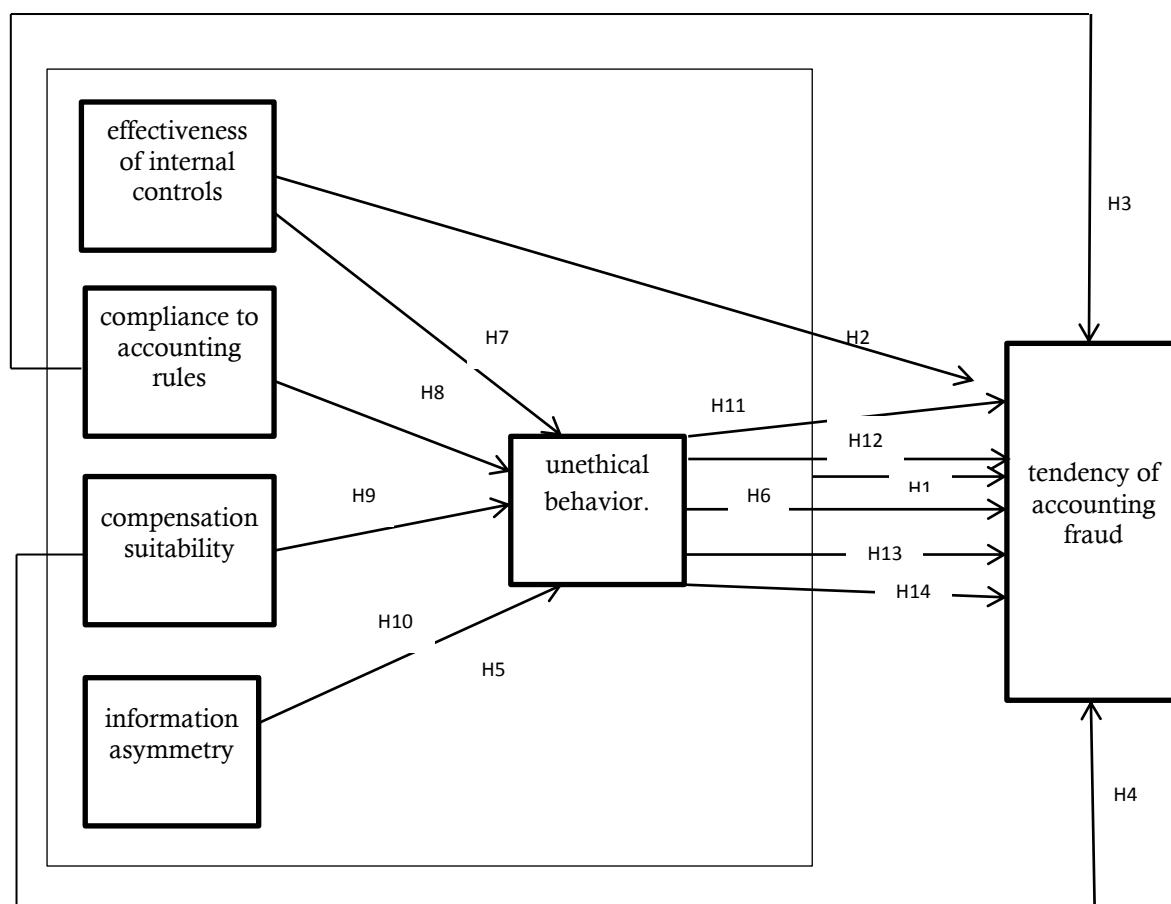 effectiveness
of internal
controls
H3
compliance to
accounting
rules
H7
H2
H8
H11
H12
unethical
behavior.
tendency of
accounting
fraud
compensation
suitability
H9
H6
H1
H13
H14
H10
H5
information
asymmetry
H4